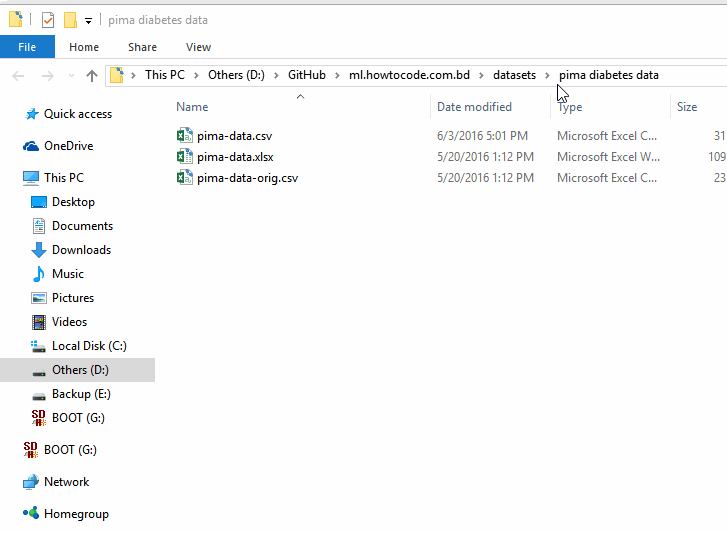 pima diabetes data
File Home Share View
This PC Others (D:) GitHub ml.howtocode.com.bd datasets pima diabetes data
Name Date modified Type Size
pima-data.csv 6/3/2016 5:01 PM Microsoft Excel C... 31
pima-data.xlsx 5/20/2016 1:12 PM Microsoft Excel W... 109
pima-data-orig.csv 5/20/2016 1:12 PM Microsoft Excel C... 23
Quick access
OneDrive
This PC
Desktop
Documents
Downloads
Music
Pictures
Videos
Local Disk (C:)
Others (D:)
Backup (E:)
SD BOOT (G:)
SD BOOT (G:)
Network
Homegroup